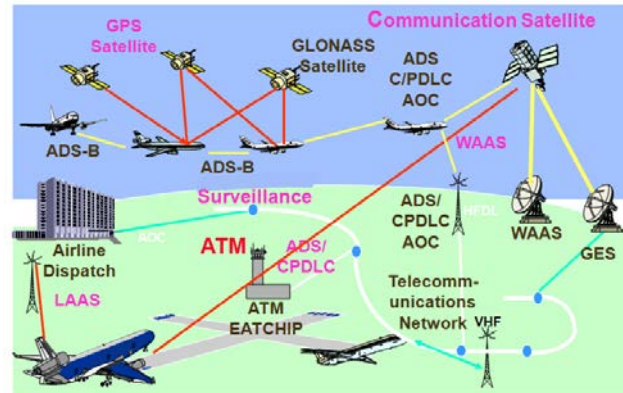 Communication Satellite
GPS
Satellite
GLONASS
Satellite
ADS
C/PDLC
AOC
ADS-B
ADS-B
WAAS
Surveillance
ADS/
CPDLC
AOC
HFDL
WAAS
GES
Airline
Dispatch
AOC
ATM
ADS/
CPDLC
LAAS
ATM
EATCHIP
Telecomm-
unications
Network
VHF